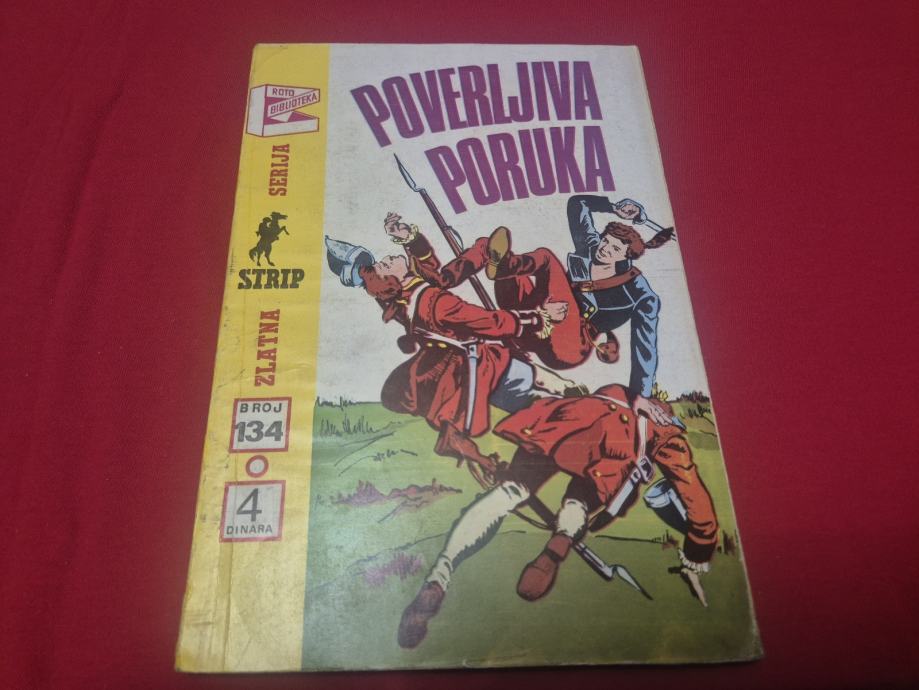 POVERLJIVA
PORUKA
ROTO
BIBLIOTEKA
ZLATNA
STRIP
SERIJA
BROJ
134
4
DINARA